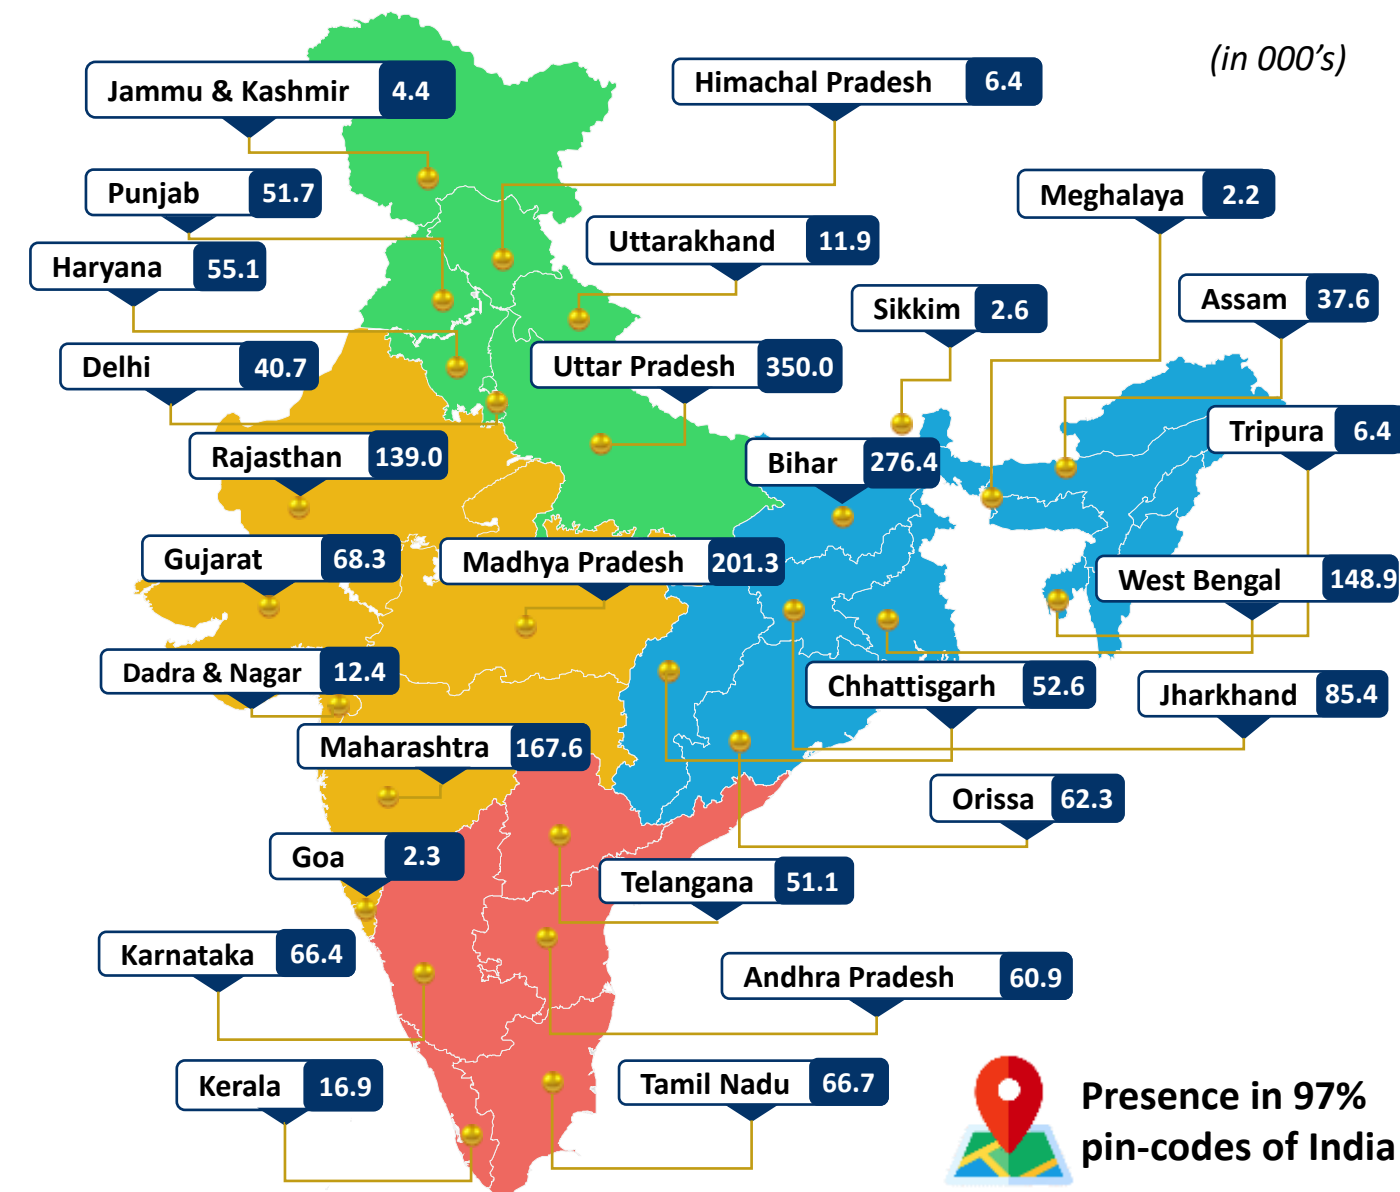 (in 000’s)
Jammu & Kashmir 4.4
Himachal Pradesh 6.4
Punjab 51.7
Meghalaya 2.2
Uttarakhand 11.9
Haryana 55.1
Assam 37.6
Sikkim 2.6
Delhi 40.7
Uttar Pradesh 350.0
Tripura 6.4
Rajasthan 139.0
Bihar 276.4
Gujarat 68.3
Madhya Pradesh 201.3
West Bengal 148.9
Dadra & Nagar 12.4
Chhattisgarh 52.6
Jharkhand 85.4
Maharashtra 167.6
Orissa 62.3
Goa 2.3
Telangana 51.1
Karnataka 66.4
Andhra Pradesh 60.9
Kerala 16.9
Tamil Nadu 66.7
Presence in 97%
pin-codes of India